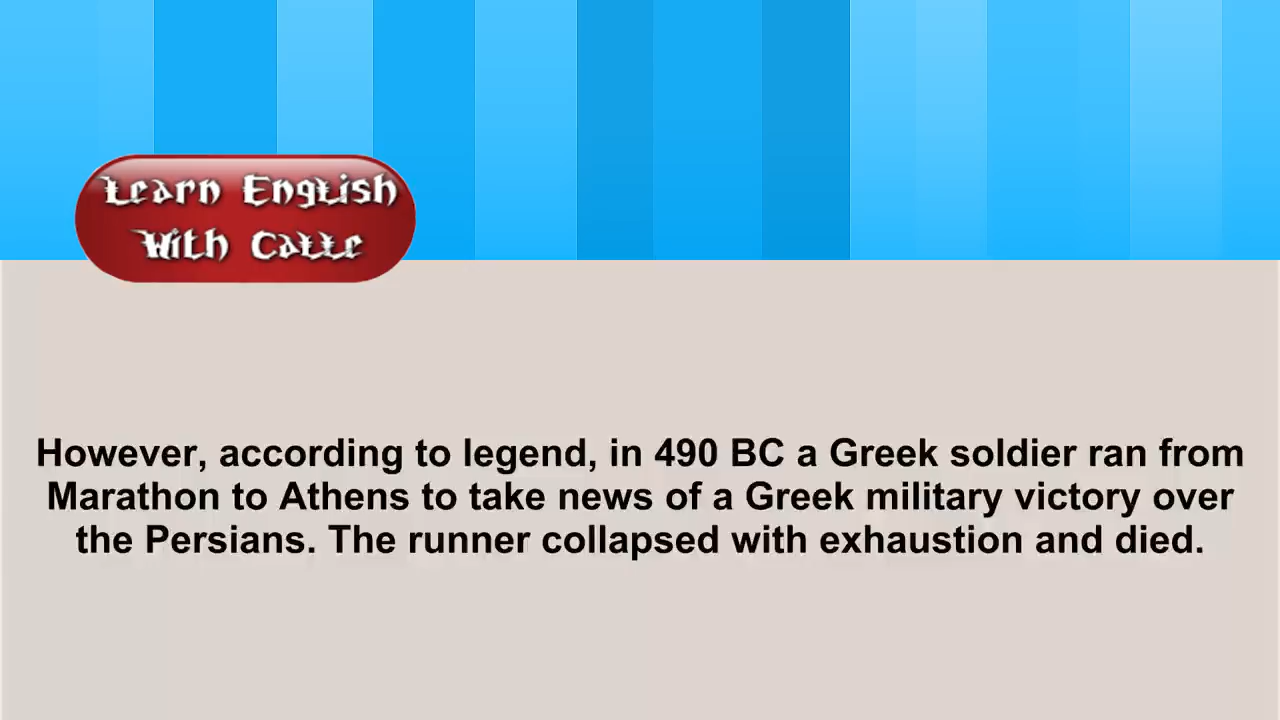 Learn English
With Catte
However, according to legend, in 490 BC a Greek soldier ran from
Marathon to Athens to take news of a Greek military victory over
the Persians. The runner collapsed with exhaustion and died.